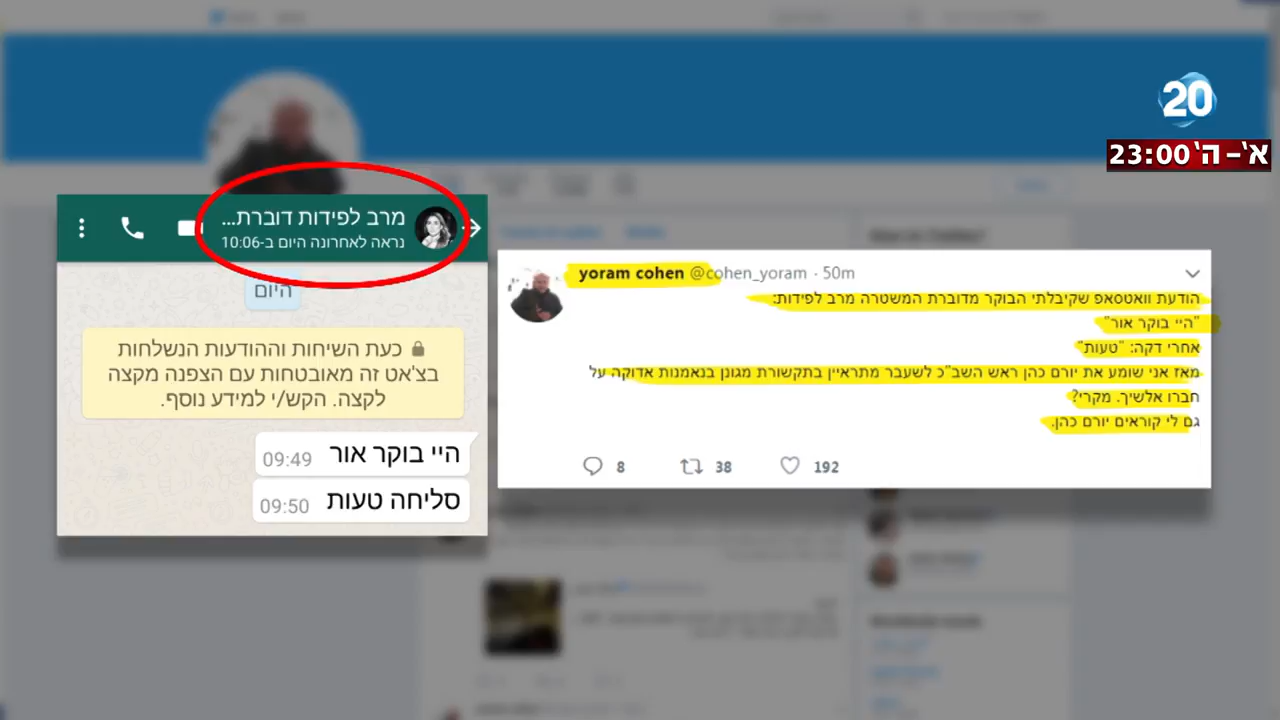 20
א'-ה' 23:00
מרב לפידות דוברת...
נראה לאחרונה היום ב-10:06
היום
כעת השיחות וההודעות הנשלחות
בצ'אט זה מאובטחות עם הצפנה מקצה
לקצה. הקש/י למידע נוסף.
היי בוקר אור 09:49
סליחה טעות 09:50
yoram cohen @cohen_yoram · 50m
הודעת וואטסאפ שקיבלתי הבוקר מדוברת המשטרה מרב לפידות:
"היי בוקר אור"
אחרי דקה: "טעות"
מאז אני שומע את יורם כהן ראש השב"כ לשעבר מתראיין בתקשורת מגונן בנאמנות אדוקה על
חברו אלשיך. מקרי?
גם לי קוראים יורם כהן.
8 38 192